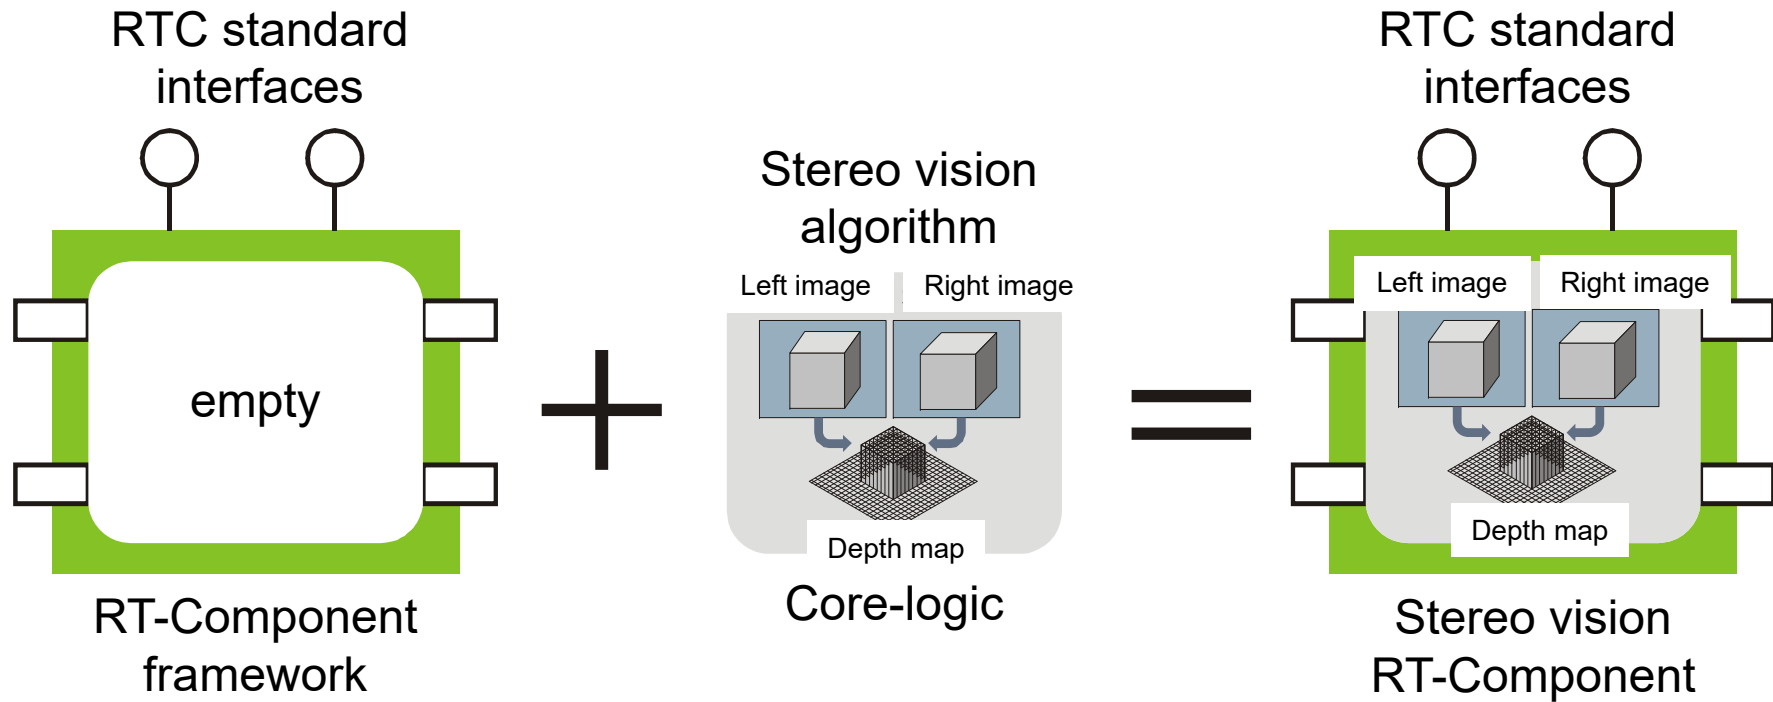 RTC standard
interfaces
empty
RT-Component
framework
Stereo vision
algorithm
Left image
Right image
Depth map
Core-logic
RTC standard
interfaces
Left image
Right image
Depth map
Stereo vision
RT-Component